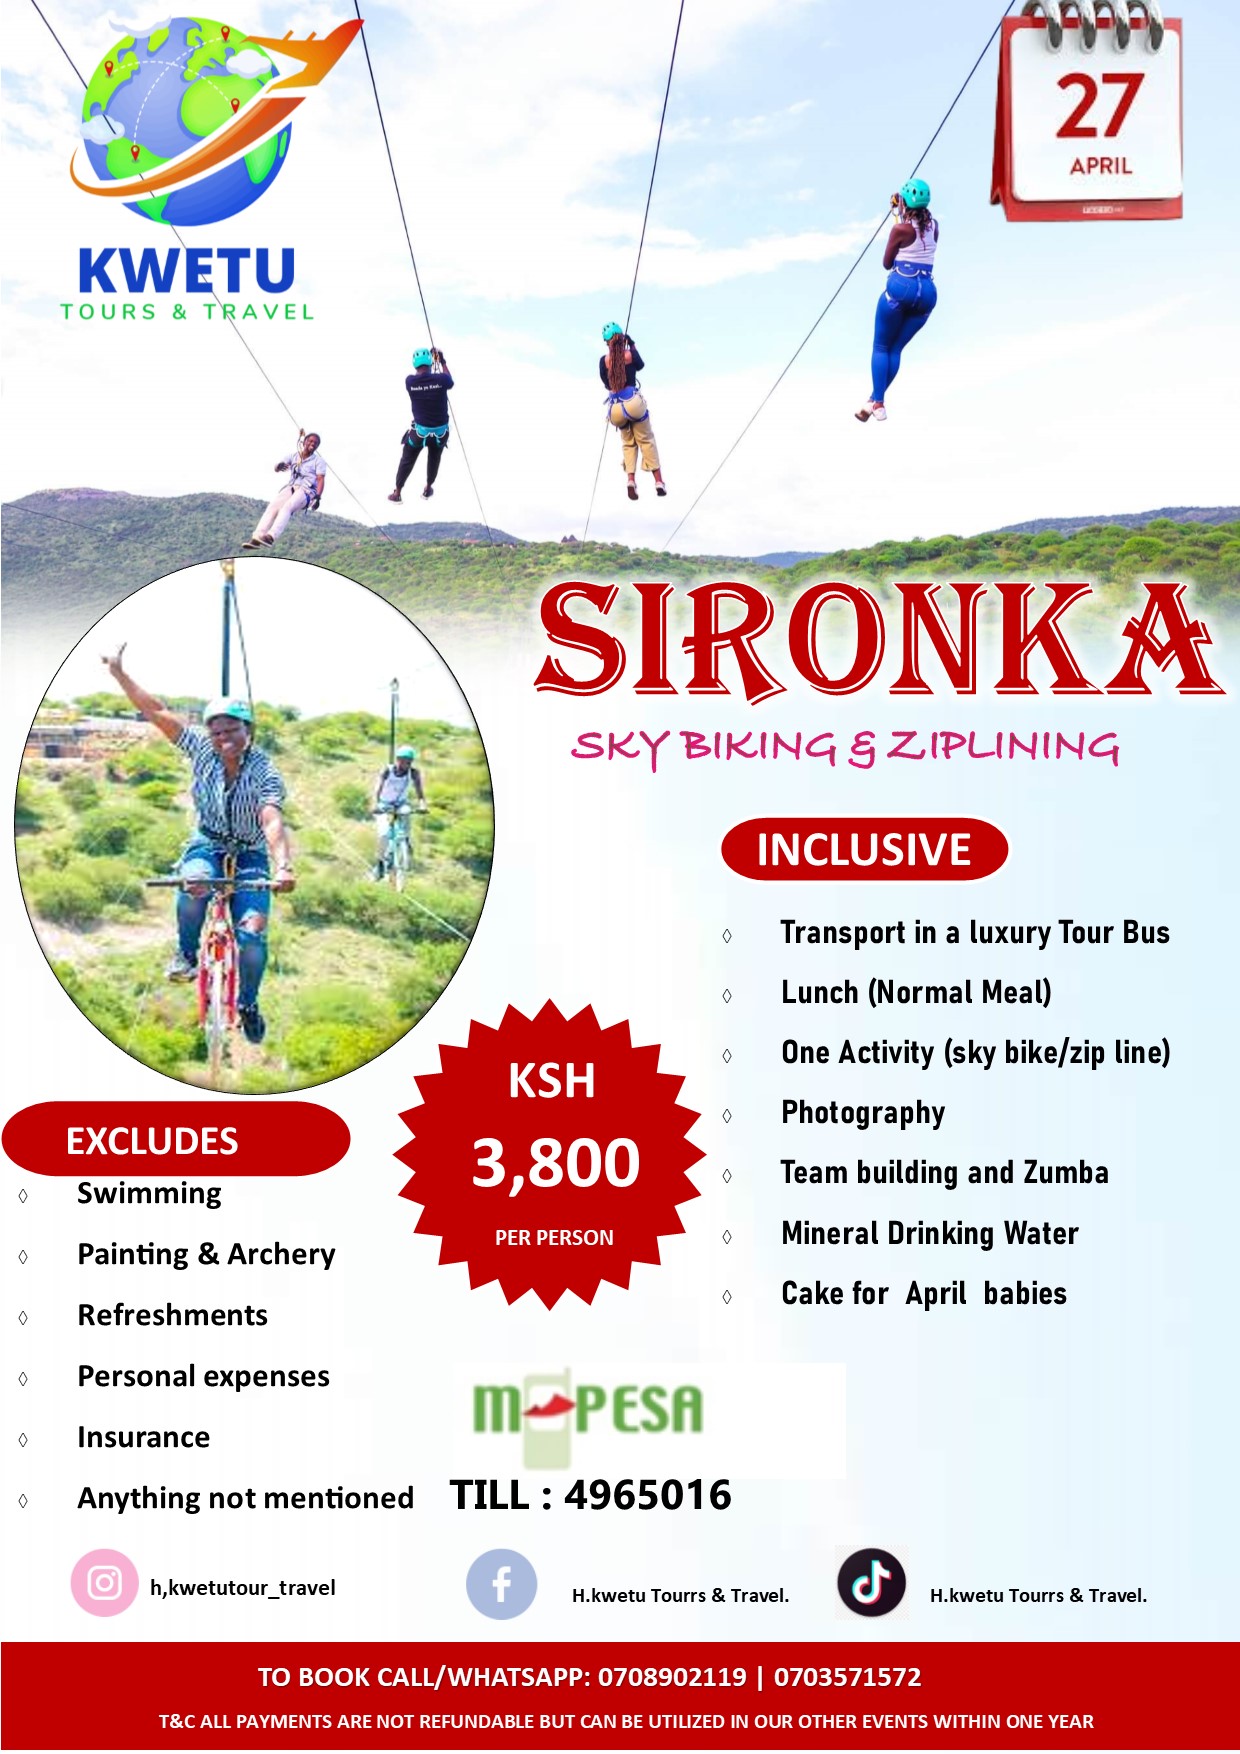 27
APRIL
KWETU
TOURS & TRAVEL
SIRONKA
SKY BIKING & ZIPLINING
INCLUSIVE
◊ Transport in a luxury Tour Bus
◊ Lunch (Normal Meal)
◊ One Activity (sky bike/zip line)
◊ Photography
◊ Team building and Zumba
◊ Mineral Drinking Water
◊ Cake for April babies
KSH
3,800
PER PERSON
EXCLUDES
◊ Swimming
◊ Painting & Archery
◊ Refreshments
◊ Personal expenses
◊ Insurance
◊ Anything not mentioned
M-PESA
TILL : 4965016
h,kwetutour_travel
H.kwetu Tourrs & Travel.
H.kwetu Tourrs & Travel.
TO BOOK CALL/WHATSAPP: 0708902119 | 0703571572
T&C ALL PAYMENTS ARE NOT REFUNDABLE BUT CAN BE UTILIZED IN OUR OTHER EVENTS WITHIN ONE YEAR